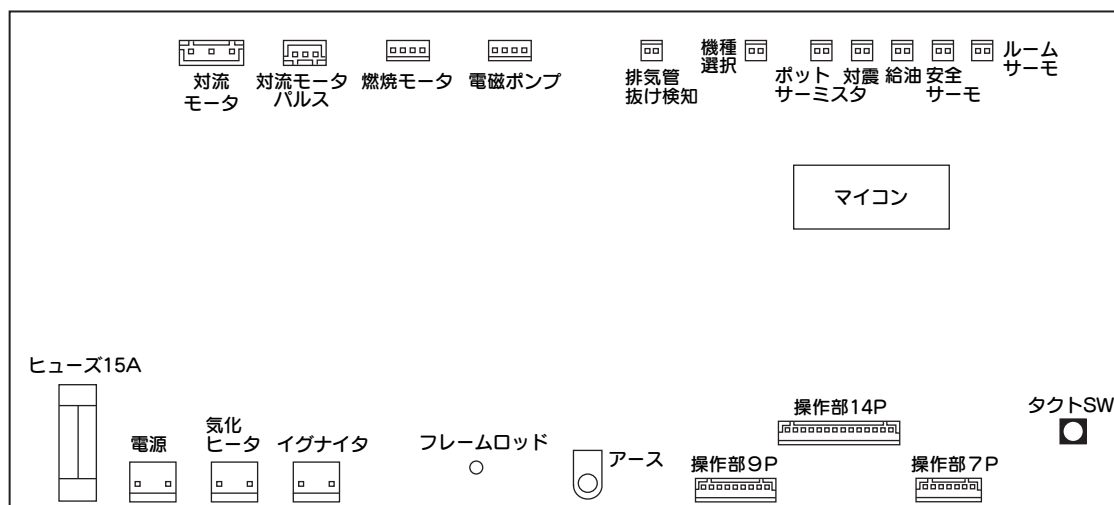 対流
モータ
対流モータ
パルス
燃焼モータ
電磁ポンプ
排気管
抜け検知
機種
選択
ポット
サーミスタ
対震
給油
安全
サーモ
ルーム
サーモ
マイコン
ヒューズ15A
電源
気化
ヒータ
イグナイタ
フレームロッド
アース
操作部14P
操作部9P
操作部7P
タクトSW